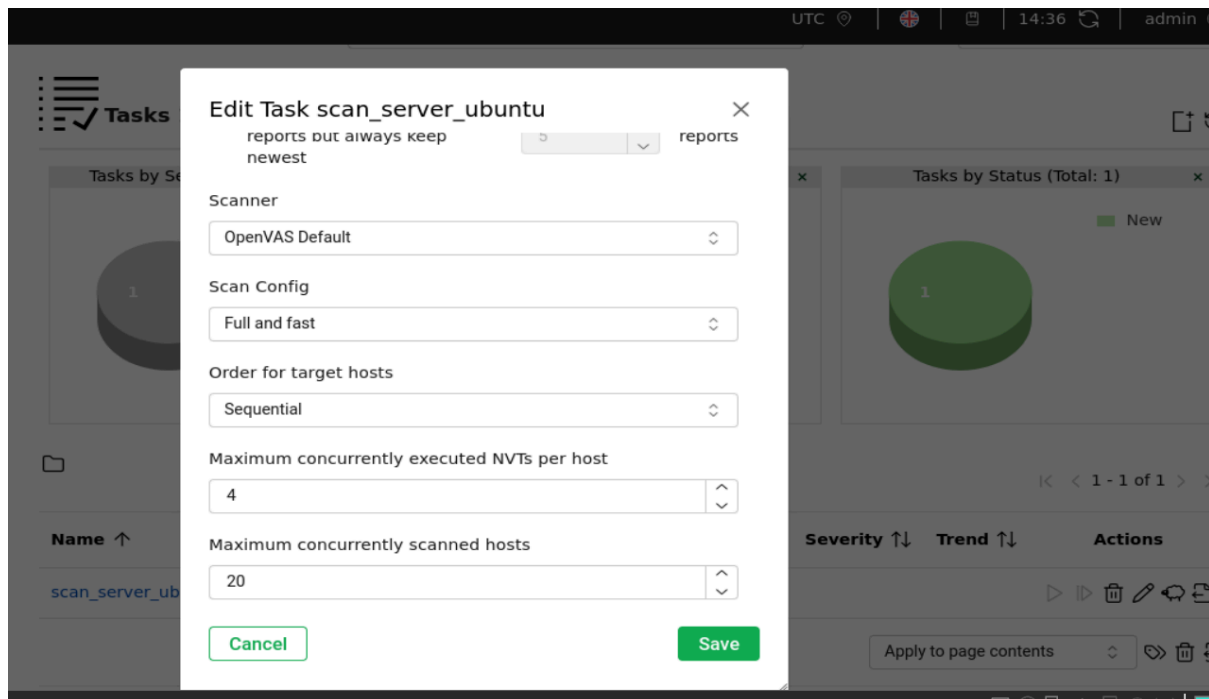 UTC 14:36 admin
Tasks
Edit Task scan_server_ubuntu
reports but always keep
newest
5
reports
Scanner
OpenVAS Default
Scan Config
Full and fast
Order for target hosts
Sequential
Maximum concurrently executed NVTs per host
4
Maximum concurrently scanned hosts
20
Cancel
Save
Tasks by Se
1
×
Tasks by Status (Total: 1)
×
New
1
1 - 1 of 1
Name
Severity
Trend
Actions
scan_server_ub
Apply to page contents